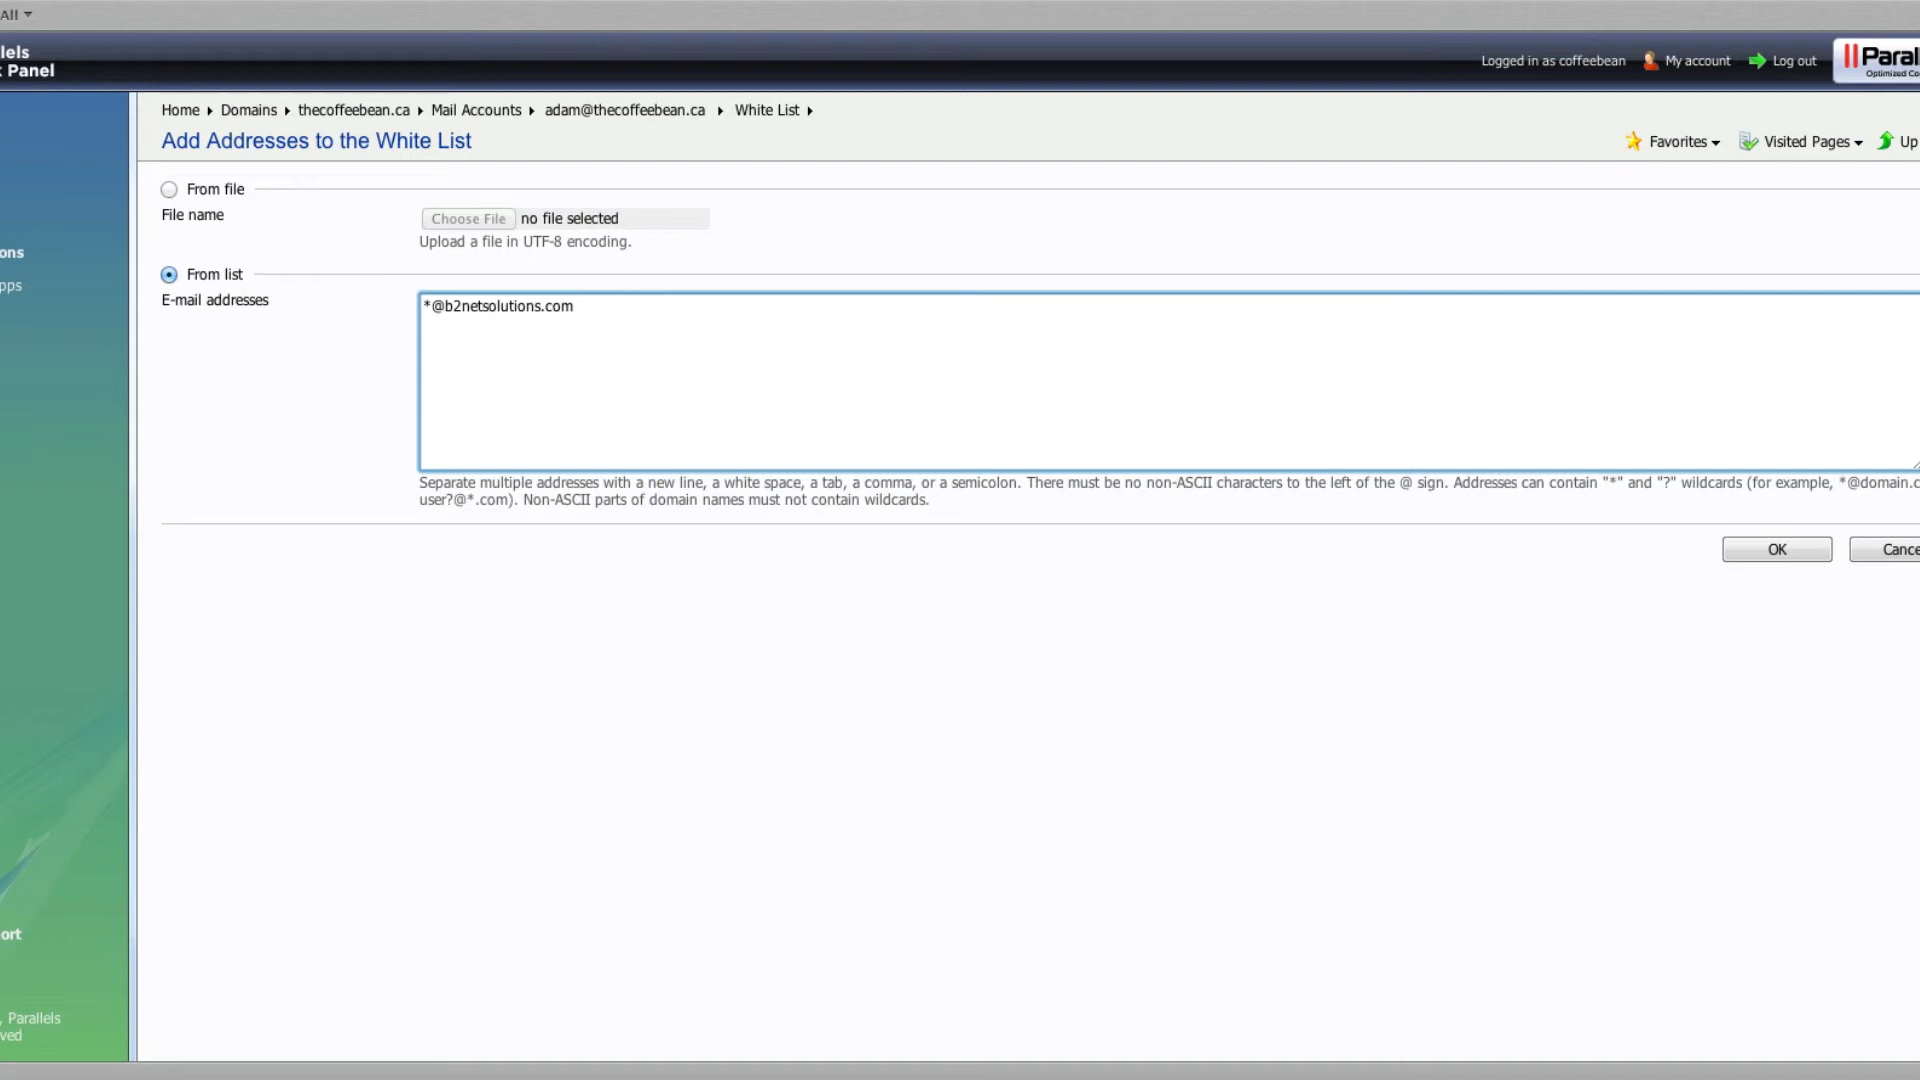 All
lels
Panel
Logged in as coffeebean My account Log out
Parall
Optimized Co
Home Domains thecoffeebean.ca Mail Accounts adam@thecoffeebean.ca White List
Add Addresses to the White List
Favorites Visited Pages Up
From file
File name
Choose File no file selected
Upload a file in UTF-8 encoding.
ons
From list
pps
E-mail addresses
*@b2netsolutions.com
Separate multiple addresses with a new line, a white space, a tab, a comma, or a semicolon. There must be no non-ASCII characters to the left of the @ sign. Addresses can contain "*" and "?" wildcards (for example, *@domain.c
user?@*.com). Non-ASCII parts of domain names must not contain wildcards.
OK Cance
ort
, Parallels
ved